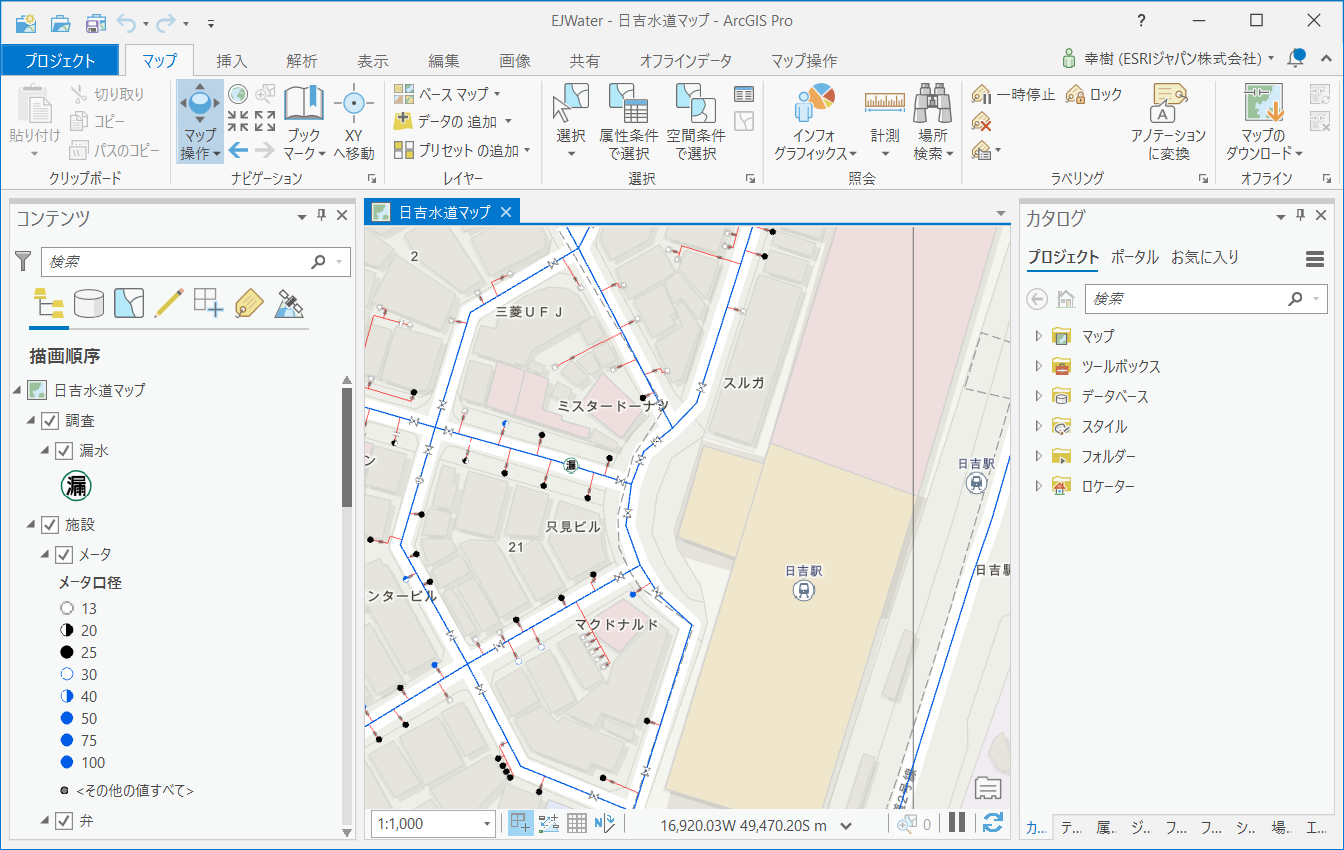 EJWater - 日吉水道マップ - ArcGIS Pro
?
プロジェクト マップ 挿入 解析 表示 編集 画像 共有 オフラインデータ マップ操作
幸樹 (ESRIジャパン株式会社)
貼り付け
切り取り
コピー
パスのコピー
クリップボード
マップ
操作
ブック
マーク
XY
へ移動
ナビゲーション
ベース マップ
データの 追加
プリセット の追加
レイヤー
選択
属性条件
で選択
空間条件
で選択
選択
インフォ
グラフィックス
計測
場所
検索
照会
一時停止
ロック
アノテーション
に変換
ラベリング
マップの
ダウンロード
オフライン
コンテンツ
検索
描画順序
日吉水道マップ
調査
漏水
漏
施設
メータ
メータ口径
13
20
25
30
40
50
75
100
<その他の値すべて>
弁
日吉水道マップ
2
三菱UFJ
スルガ
ミスタードーナツ
漏
ン
日吉駅
只見ビル
21
日吉駅
日吉駅
ンタービル
マクドナルド
第2号線
1:1,000
16,920.03W 49,470.20S m
0
カタログ
プロジェクト ポータル お気に入り
検索
マップ
ツールボックス
データベース
スタイル
フォルダー
ロケーター
カ... テ... 属.. ジ... フ... フ... シ.. 場.. エ...